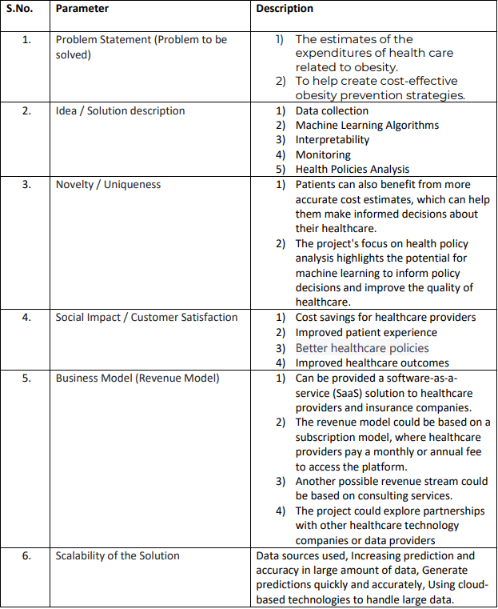 S.No. Parameter Description
1. Problem Statement (Problem to be solved)
1) The estimates of the
expenditures of health care
related to obesity.
2) To help create cost-effective
obesity prevention strategies.
2. Idea / Solution description
1) Data collection
2) Machine Learning Algorithms
3) Interpretability
4) Monitoring
5) Health Policies Analysis
3. Novelty / Uniqueness
1) Patients can also benefit from more
accurate cost estimates, which can help
them make informed decisions about
their healthcare.
2) The project's focus on health policy
analysis highlights the potential for
machine learning to inform policy
decisions and improve the quality of
healthcare.
4. Social Impact / Customer Satisfaction
1) Cost savings for healthcare providers
2) Improved patient experience
3) Better healthcare policies
4) Improved healthcare outcomes
5. Business Model (Revenue Model)
1) Can be provided a software-as-a-
service (SaaS) solution to healthcare
providers and insurance companies.
2) The revenue model could be based on a
subscription model, where healthcare
providers pay a monthly or annual fee
to access the platform.
3) Another possible revenue stream could
be based on consulting services.
4) The project could explore partnerships
with other healthcare technology
companies or data providers
6. Scalability of the Solution
Data sources used, Increasing prediction and
accuracy in large amount of data, Generate
predictions quickly and accurately, Using cloud-
based technologies to handle large data.